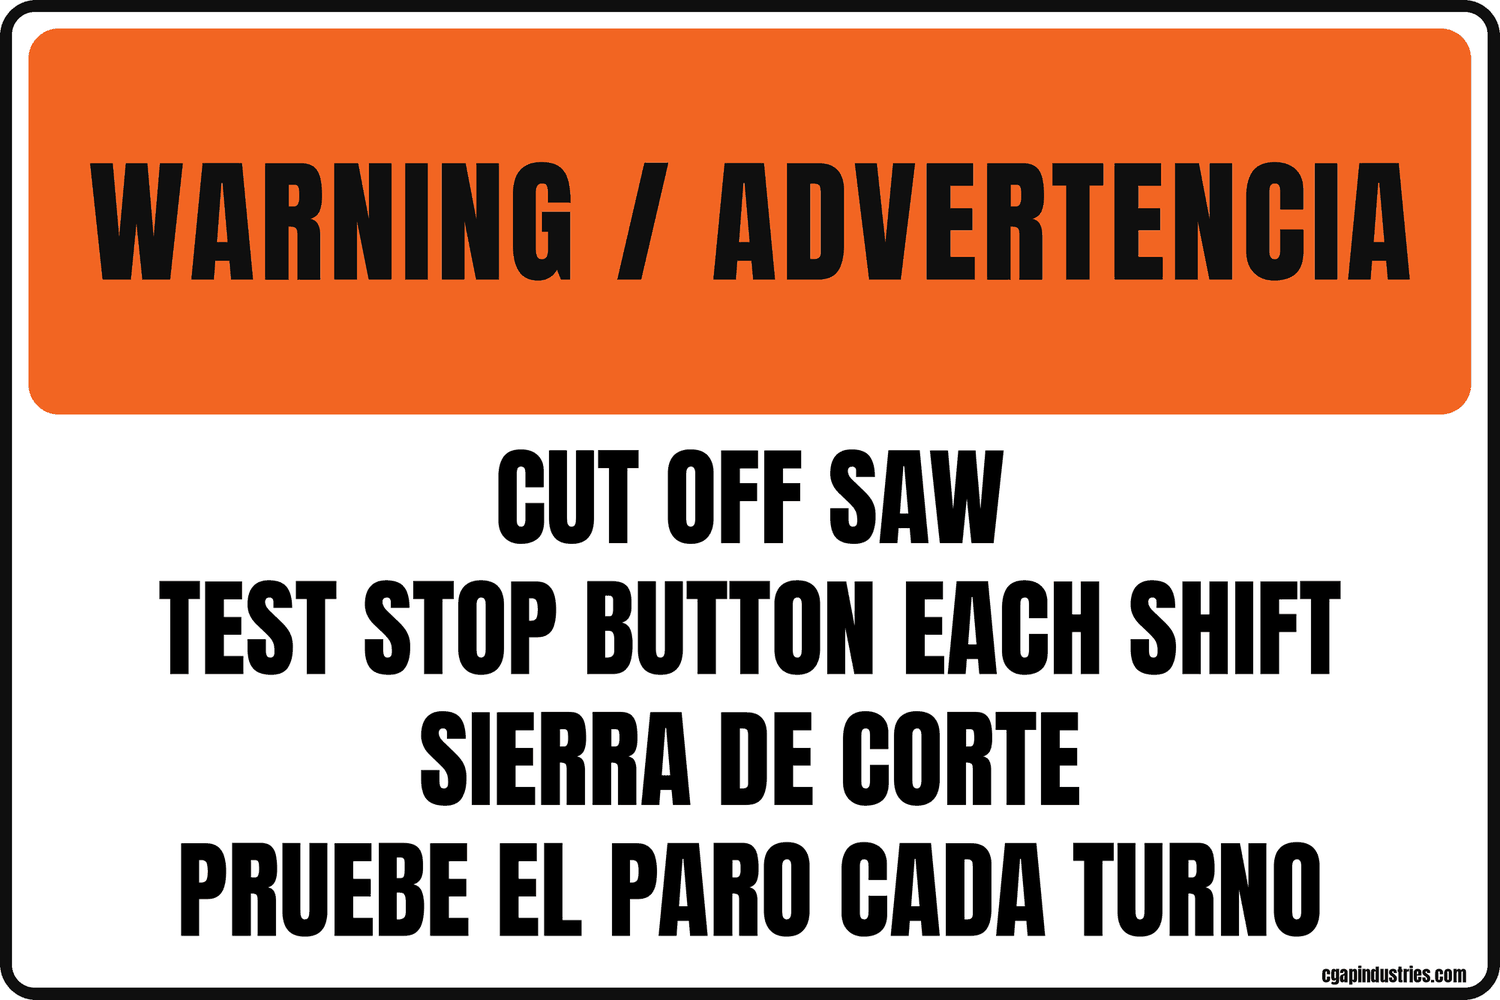 WARNING / ADVERTENCIA
CUT OFF SAW
TEST STOP BUTTON EACH SHIFT
SIERRA DE CORTE
PRUEBE EL PARO CADA TURNO
cgapindustries.com